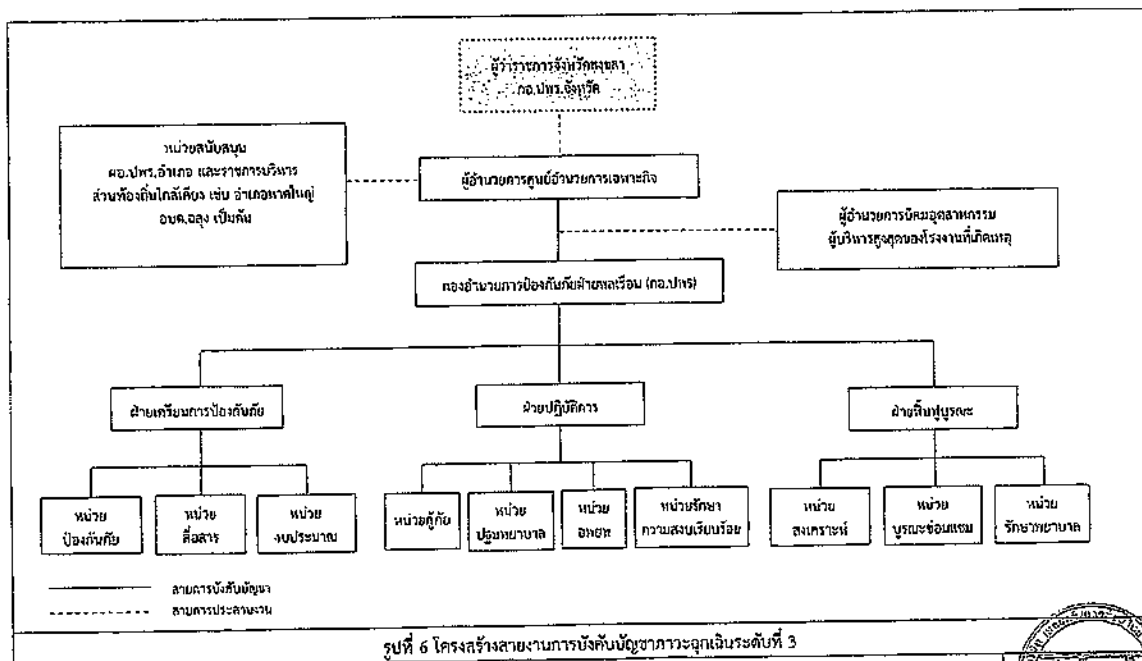 ผู้ว่าราชการจังหวัดสงขลา
กอ.ปพร.จังหวัด
หน่วยสนับสนุน
ผอ.ปพร.อำเภอ และราชการบริหาร
ส่วนท้องถิ่นใกล้เคียง เช่น อำเภอหาดใหญ่
อบต.ฉลุง เป็นต้น
ผู้อำนวยการศูนย์อำนวยการเฉพาะกิจ
ผู้อำนวยการนิคมอุตสาหกรรม
ผู้บริหารสูงสุดของโรงงานที่เกิดเหตุ
กองอำนวยการป้องกันภัยฝ่ายพลเรือน (กอ.ปพร)
ฝ่ายเตรียมการป้องกันภัย
ฝ่ายปฏิบัติการ
ฝ่ายฟื้นฟูบูรณะ
หน่วย
ป้องกันภัย
หน่วย
สื่อสาร
หน่วย
งบประมาณ
หน่วยกู้ภัย
หน่วย
ปฐมพยาบาล
หน่วย
อพยพ
หน่วยรักษา
ความสงบเรียบร้อย
หน่วย
สงเคราะห์
หน่วย
บูรณะซ่อมแซม
หน่วย
รักษาพยาบาล
สายการบังคับบัญชา
สายการประสานงาน
รูปที่ 6 โครงสร้างสายงานการบังคับบัญชาภาวะฉุกเฉินระดับที่ 3